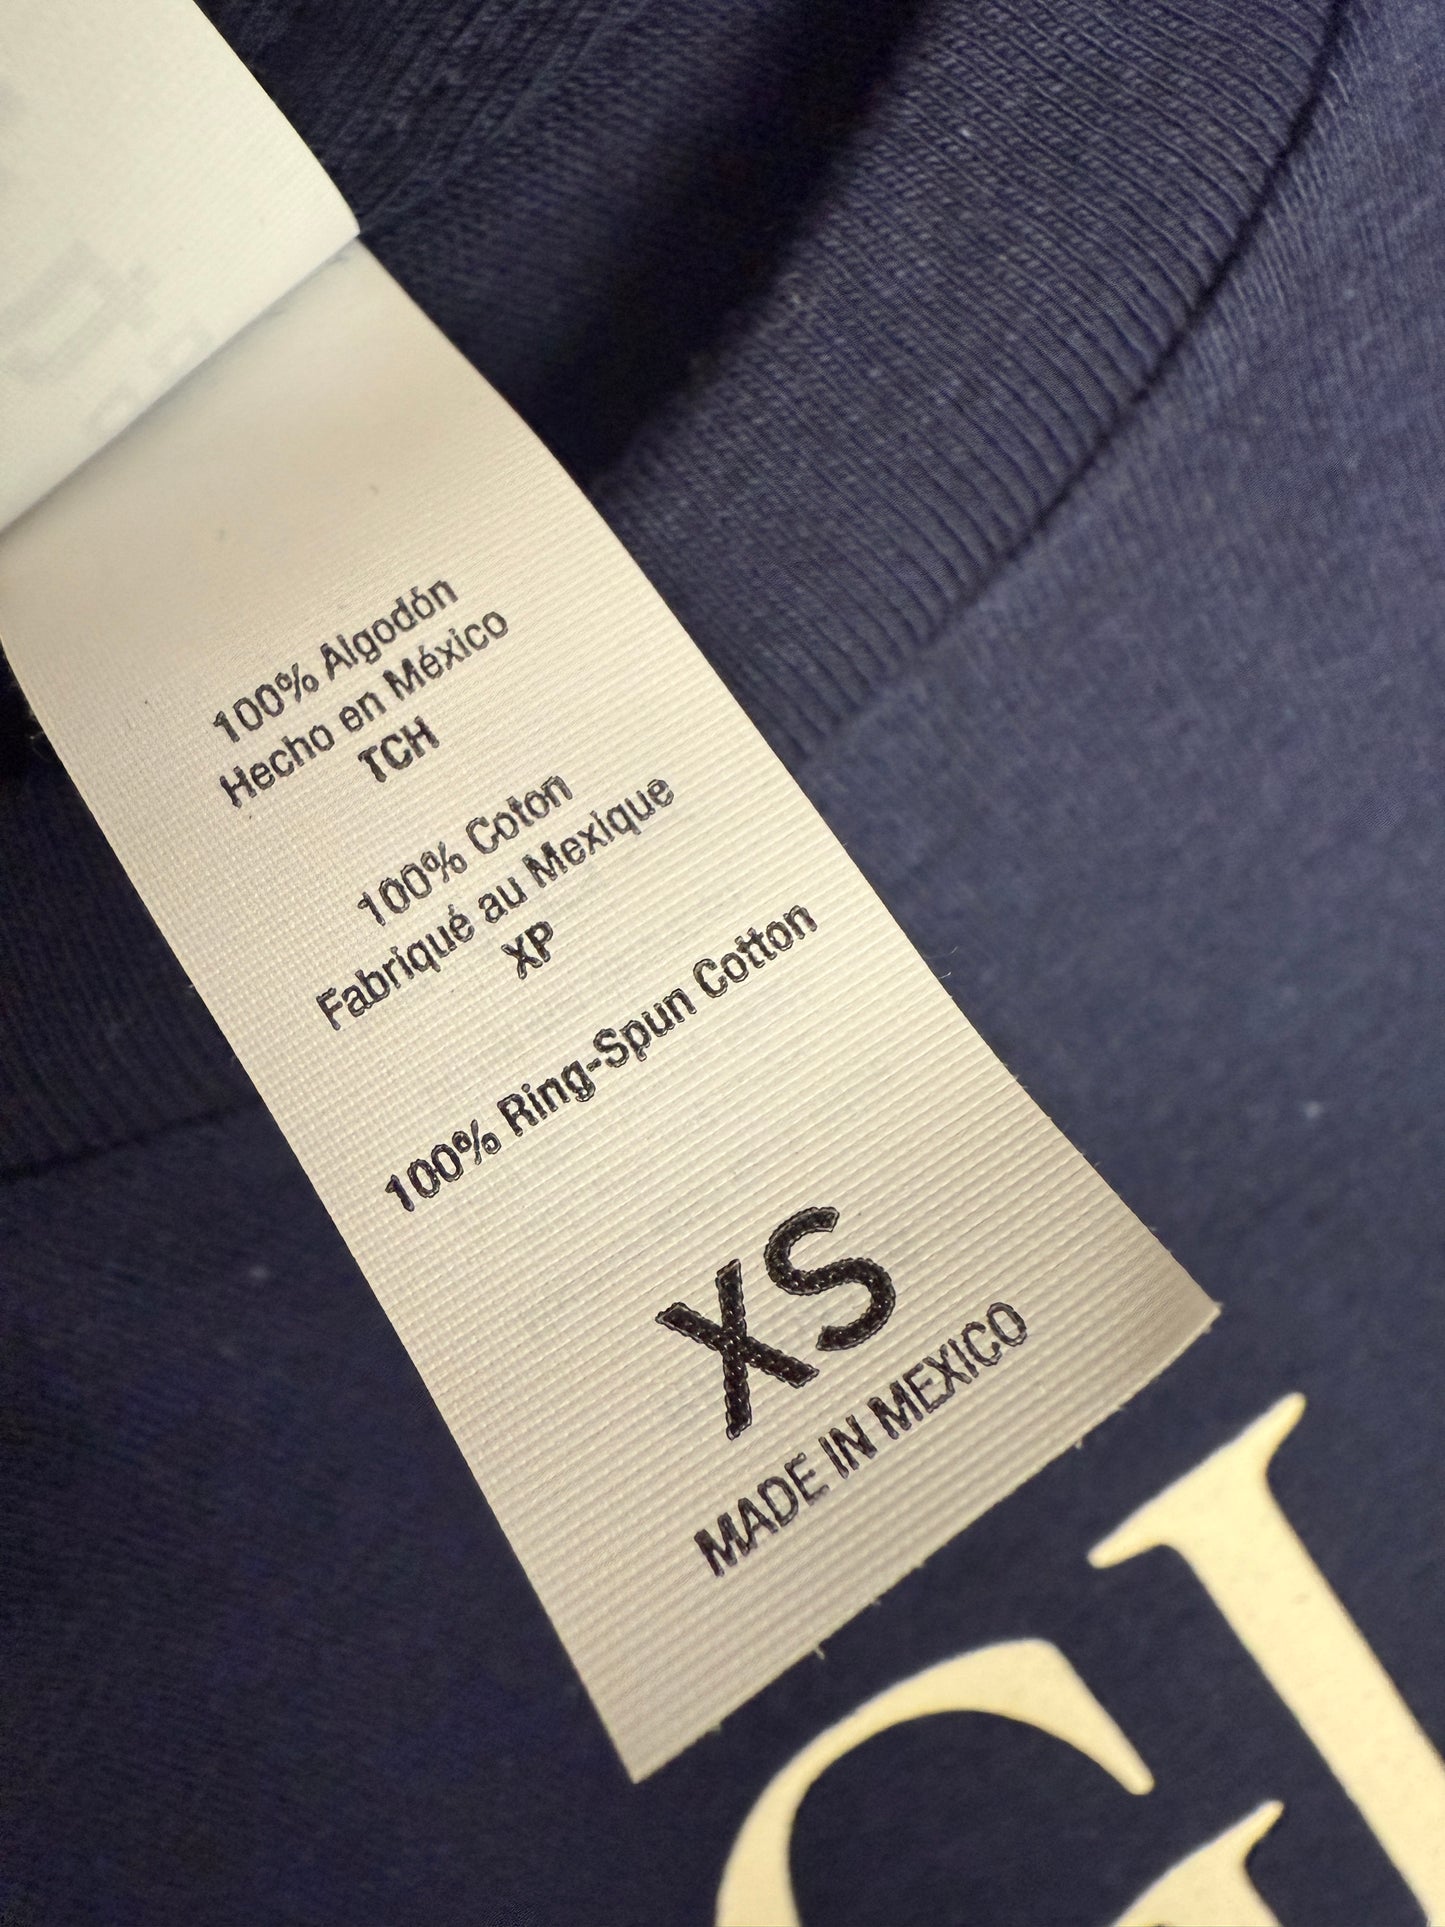 100% Algodón
Hecho en México
TCH
100% Coton
Fabriqué au Mexique
XP
100% Ring-Spun Cotton
XS
MADE IN MEXICO